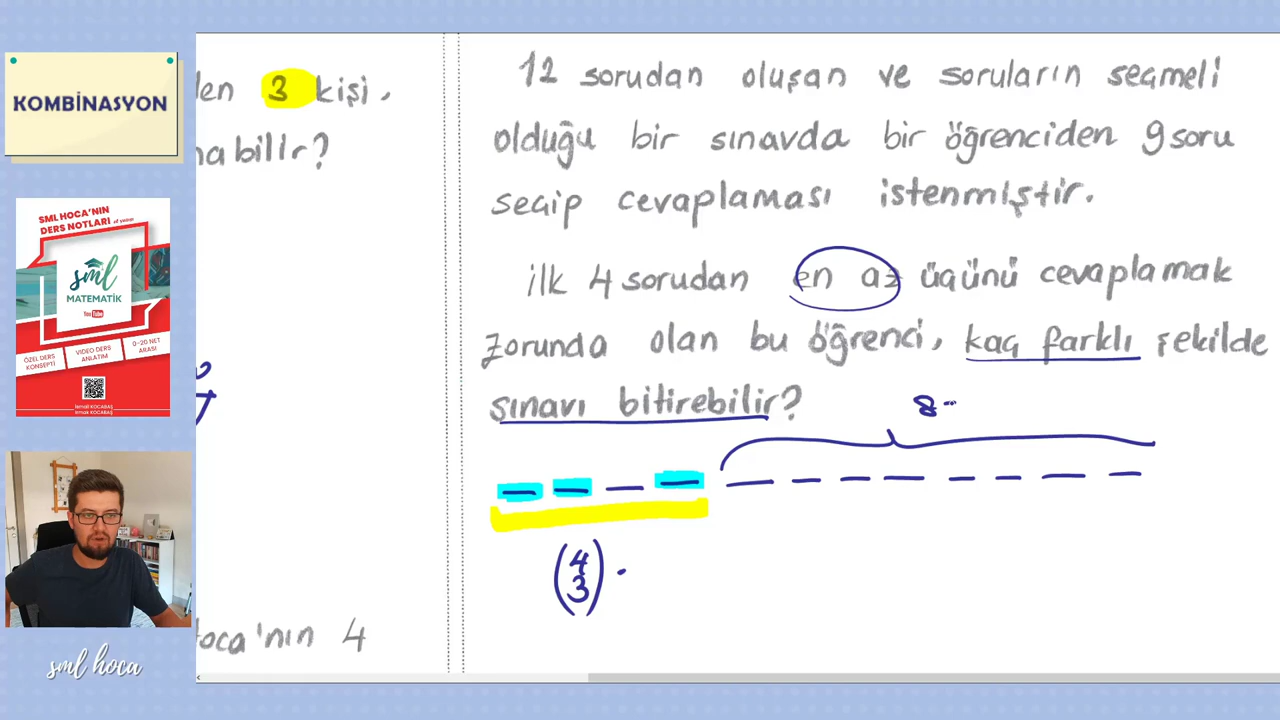 KOMBİNASYON
SML HOCA'NIN
DERS NOTLARI
sml
MATEMATİK
You Tube
ÖZEL DERS
KONSEPTİ
VIDEO DERS
ANLATIM
0-20 NET
ARASI
sml hoca
den 3 kişi.
nabilir?
oca'nın 4
12 sorudan oluşan ve soruların seçmeli
olduğu bir sınavda bir öğrenciden 9 soru
seçip cevaplaması istenmiştir.
ilk 4 sorudan en az üçünü cevaplamak
zorunda olan bu öğrenci, kaç farklı şekilde
sınavı bitirebilir?
8
(4
3) .